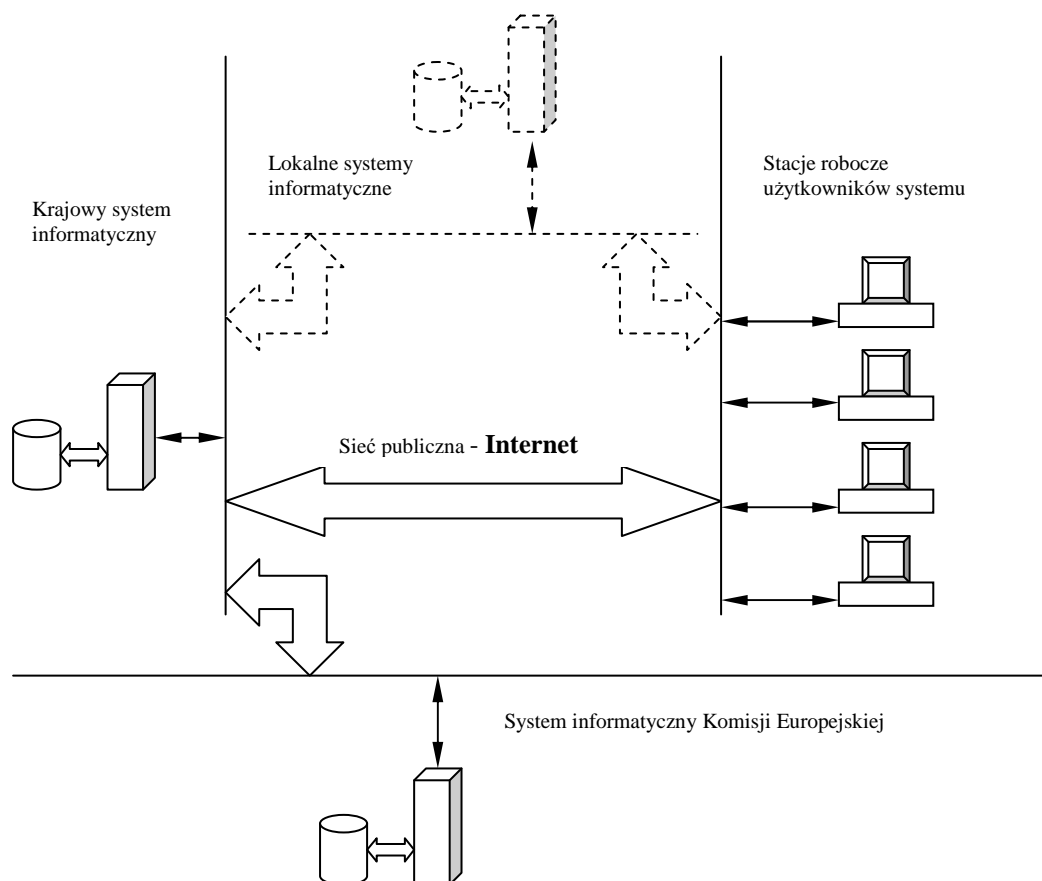 Lokalne systemy
informatyczne
Stacje robocze
użytkowników systemu
Krajowy system
informatyczny
Sieć publiczna - Internet
System informatyczny Komisji Europejskiej